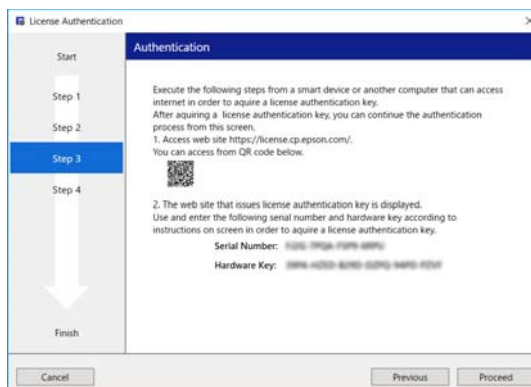 License Authentication
Authentication
Start
Step 1
Step 2
Step 3
Step 4
Finish
Execute the following steps from a smart device or another computer that can access
internet in order to aquire a license authentication key.
After aquiring a license authentication key, you can continue the authentication
process from this screen.
1. Access web site https://license.cp.epson.com/.
You can access from QR code below.
2. The web site that issues license authentication key is displayed.
Use and enter the following serial number and hardware key according to
instructions on screen in order to aquire a license authentication key.
Serial Number:
Hardware Key:
Cancel
Previous
Proceed